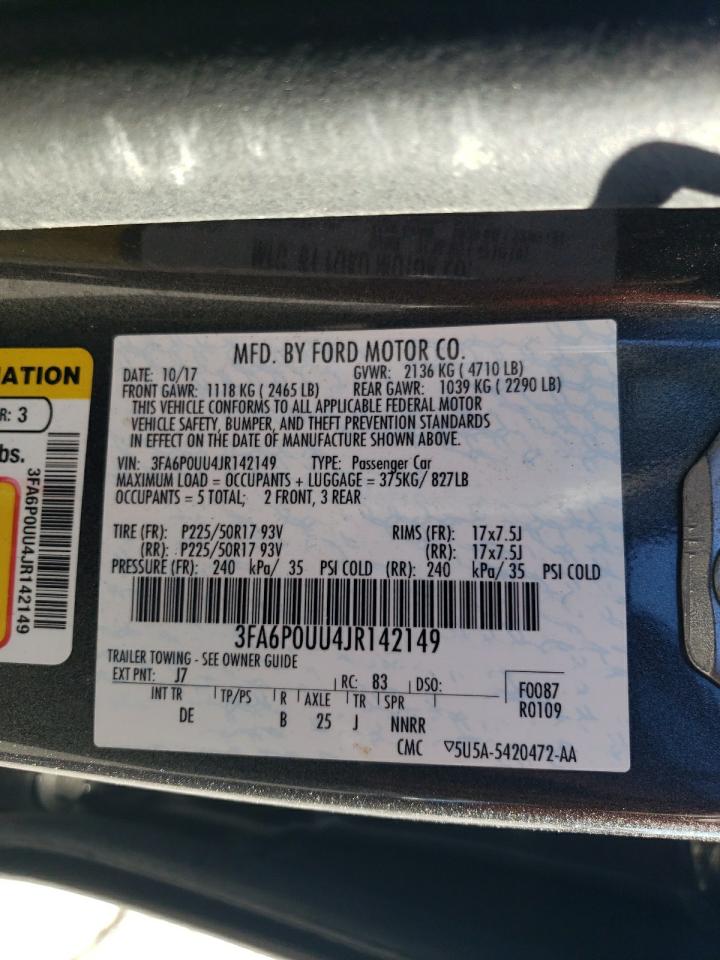 MFD. BY FORD MOTOR CO.
DATE: 10/17 GVWR: 2136 KG ( 4710 LB)
FRONT GAWR: 1118 KG ( 2465 LB) REAR GAWR: 1039 KG ( 2290 LB)
THIS VEHICLE CONFORMS TO ALL APPLICABLE FEDERAL MOTOR
VEHICLE SAFETY, BUMPER, AND THEFT PREVENTION STANDARDS
IN EFFECT ON THE DATE OF MANUFACTURE SHOWN ABOVE.
VIN: 3FA6P0UU4JR142149 TYPE: Passenger Car
MAXIMUM LOAD = OCCUPANTS + LUGGAGE = 375KG/ 827LB
OCCUPANTS = 5 TOTAL; 2 FRONT, 3 REAR
TIRE (FR): P225/50R17 93V RIMS (FR): 17x7.5J
(RR): P225/50R17 93V (RR): 17x7.5J
PRESSURE (FR): 240 kPa/ 35 PSI COLD (RR): 240 kPa/ 35 PSI COLD
3FA6P0UU4JR142149
TRAILER TOWING - SEE OWNER GUIDE
EXT PNT: J7 RC: 83 DSO:
INT TR TP/PS R AXLE TR SPR
DE B 25 J NNRR
F0087
R0109
CMC ▽5U5A-5420472-AA
MATION
R: 3
bs.
3FA6P0UU4JR142149